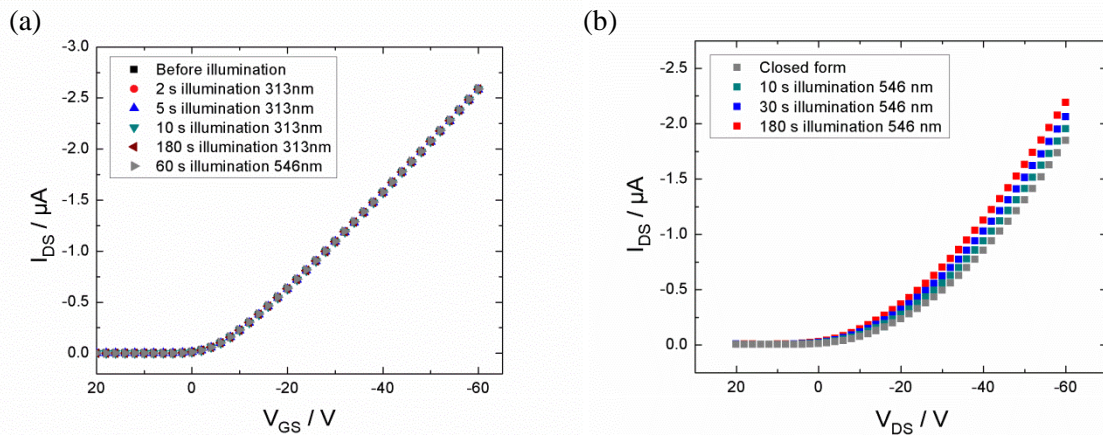 (a)
-3.0
-2.5
-2.0
-1.5
-1.0
-0.5
0.0
I_DS / µA
Before illumination
2 s illumination 313nm
5 s illumination 313nm
10 s illumination 313nm
180 s illumination 313nm
60 s illumination 546nm
20 0 -20 -40 -60
V_GS / V
(b)
-2.5
-2.0
-1.5
-1.0
-0.5
0.0
I_DS / µA
Closed form
10 s illumination 546 nm
30 s illumination 546 nm
180 s illumination 546 nm
20 0 -20 -40 -60
V_DS / V